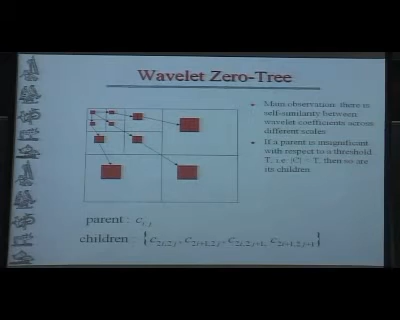 Wavelet Zero-Tree
• Main observation: there is
self-similarity between
wavelet coefficients across
different scales
• If a parent is insignificant
with respect to a threshold
T, i.e. |C| < T, then so are
its children
parent : c_{i,j}
children : {c_{2i,2j}, c_{2i+1,2j}, c_{2i,2j+1}, c_{2i+1,2j+1}}